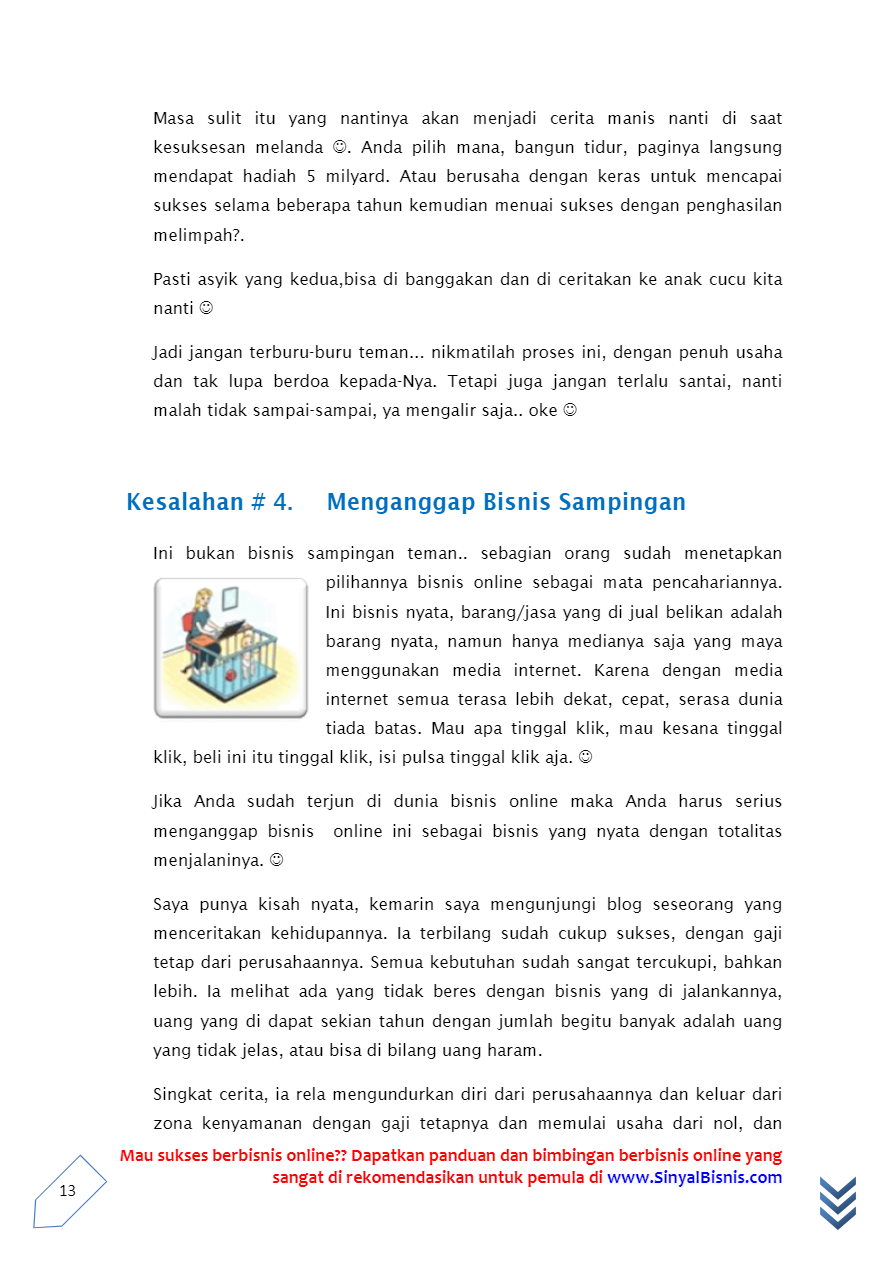 Masa sulit itu yang nantinya akan menjadi cerita manis nanti di saat
kesuksesan melanda ☺. Anda pilih mana, bangun tidur, paginya langsung
mendapat hadiah 5 milyard. Atau berusaha dengan keras untuk mencapai
sukses selama beberapa tahun kemudian menuai sukses dengan penghasilan
melimpah?.
Pasti asyik yang kedua,bisa di banggakan dan di ceritakan ke anak cucu kita
nanti ☺
Jadi jangan terburu-buru teman... nikmatilah proses ini, dengan penuh usaha
dan tak lupa berdoa kepada-Nya. Tetapi juga jangan terlalu santai, nanti
malah tidak sampai-sampai, ya mengalir saja.. oke ☺
Kesalahan # 4. Menganggap Bisnis Sampingan
Ini bukan bisnis sampingan teman.. sebagian orang sudah menetapkan
pilihannya bisnis online sebagai mata pencahariannya.
Ini bisnis nyata, barang/jasa yang di jual belikan adalah
barang nyata, namun hanya medianya saja yang maya
menggunakan media internet. Karena dengan media
internet semua terasa lebih dekat, cepat, serasa dunia
tiada batas. Mau apa tinggal klik, mau kesana tinggal
klik, beli ini itu tinggal klik, isi pulsa tinggal klik aja. ☺
Jika Anda sudah terjun di dunia bisnis online maka Anda harus serius
menganggap bisnis online ini sebagai bisnis yang nyata dengan totalitas
menjalaninya. ☺
Saya punya kisah nyata, kemarin saya mengunjungi blog seseorang yang
menceritakan kehidupannya. Ia terbilang sudah cukup sukses, dengan gaji
tetap dari perusahaannya. Semua kebutuhan sudah sangat tercukupi, bahkan
lebih. Ia melihat ada yang tidak beres dengan bisnis yang di jalankannya,
uang yang di dapat sekian tahun dengan jumlah begitu banyak adalah uang
yang tidak jelas, atau bisa di bilang uang haram.
Singkat cerita, ia rela mengundurkan diri dari perusahaannya dan keluar dari
zona kenyamanan dengan gaji tetapnya dan memulai usaha dari nol, dan
Mau sukses berbisnis online?? Dapatkan panduan dan bimbingan berbisnis online yang
sangat di rekomendasikan untuk pemula di www.SinyalBisnis.com
13